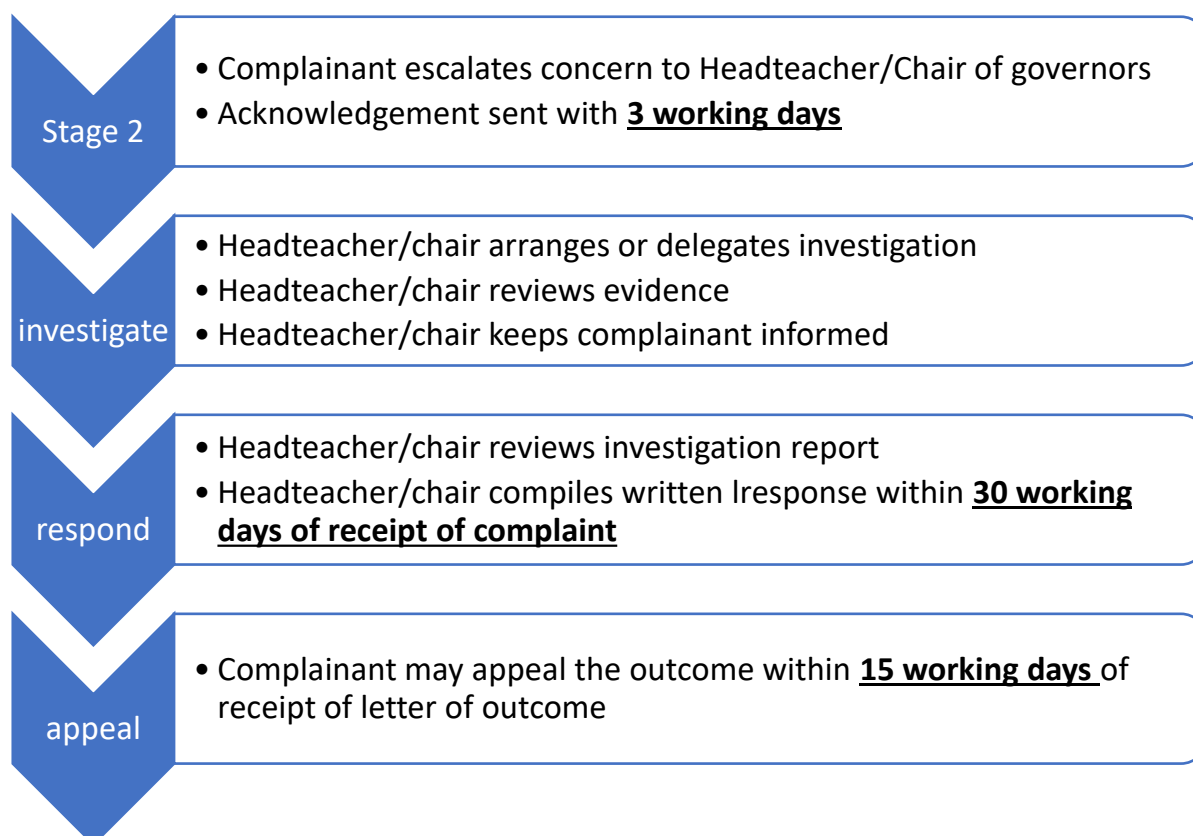 Stage 2
• Complainant escalates concern to Headteacher/Chair of governors
• Acknowledgement sent with 3 working days
investigate
• Headteacher/chair arranges or delegates investigation
• Headteacher/chair reviews evidence
• Headteacher/chair keeps complainant informed
respond
• Headteacher/chair reviews investigation report
• Headteacher/chair compiles written lresponse within 30 working
days of receipt of complaint
appeal
• Complainant may appeal the outcome within 15 working days of
receipt of letter of outcome